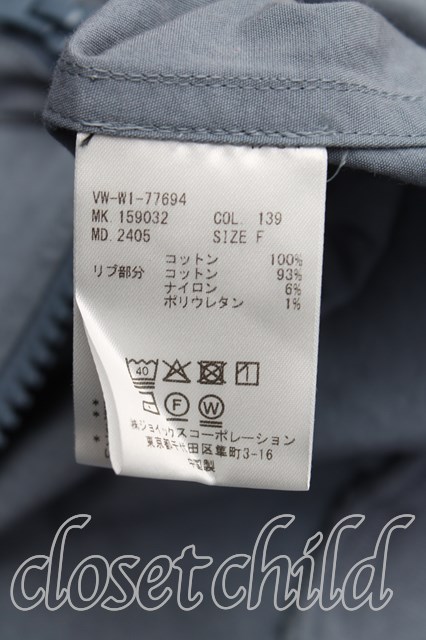 VW-W1-77694
MK. 159032 COL. 139
MD. 2405 SIZE F
コットン 100%
リブ部分 コットン 93%
ナイロン 6%
ポリウレタン 1%
40
F W
株ジョイックスコーポレーション
東京都千代田区隼町3-16
製
closet child